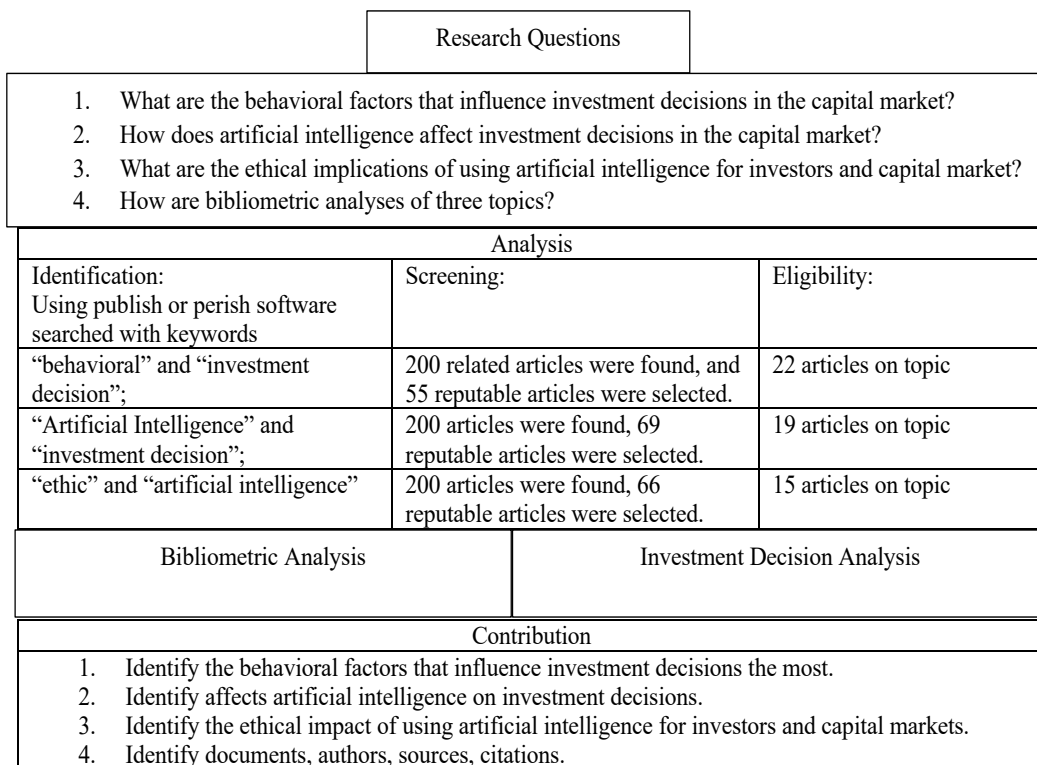 Research Questions
1. What are the behavioral factors that influence investment decisions in the capital market?
2. How does artificial intelligence affect investment decisions in the capital market?
3. What are the ethical implications of using artificial intelligence for investors and capital market?
4. How are bibliometric analyses of three topics?
Analysis
Identification:
Using publish or perish software
searched with keywords
Screening:
Eligibility:
“behavioral” and “investment
decision”;
200 related articles were found, and
55 reputable articles were selected.
22 articles on topic
“Artificial Intelligence” and
“investment decision”;
200 articles were found, 69
reputable articles were selected.
19 articles on topic
“ethic” and “artificial intelligence”
200 articles were found, 66
reputable articles were selected.
15 articles on topic
Bibliometric Analysis
Investment Decision Analysis
Contribution
1. Identify the behavioral factors that influence investment decisions the most.
2. Identify affects artificial intelligence on investment decisions.
3. Identify the ethical impact of using artificial intelligence for investors and capital markets.
4. Identify documents, authors, sources, citations.